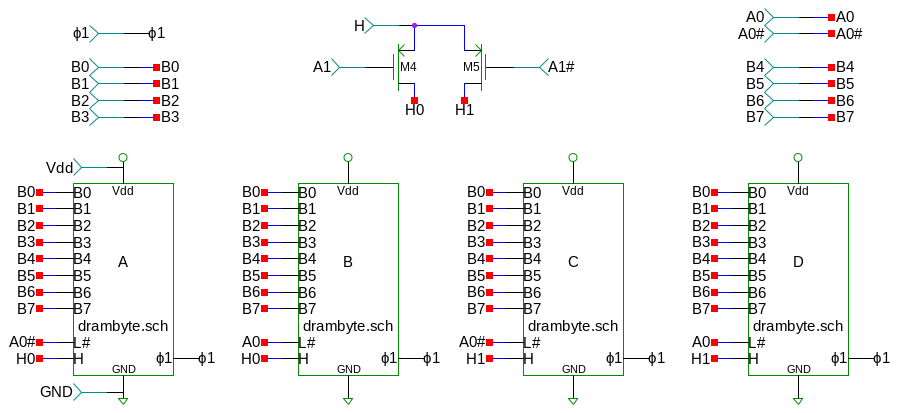 ϕ1 ϕ1
H
A0 A0
A0# A0#
B0 B0
B1 B1
B2 B2
B3 B3
A1 M4 M5 A1#
H0 H1
B4 B4
B5 B5
B6 B6
B7 B7
Vdd
Vdd
B0 B0
B1 B1
B2 B2
B3 B3
B4 B4
B5 B5
B6 B6
B7 B7
A
drambyte.sch
A0# L#
H0 H
ϕ1 ϕ1
GND
GND
Vdd
B0 B0
B1 B1
B2 B2
B3 B3
B4 B4
B5 B5
B6 B6
B7 B7
B
drambyte.sch
A0 L#
H0 H
ϕ1 ϕ1
GND
Vdd
B0 B0
B1 B1
B2 B2
B3 B3
B4 B4
B5 B5
B6 B6
B7 B7
C
drambyte.sch
A0# L#
H1 H
ϕ1 ϕ1
GND
Vdd
B0 B0
B1 B1
B2 B2
B3 B3
B4 B4
B5 B5
B6 B6
B7 B7
D
drambyte.sch
A0 L#
H1 H
ϕ1 ϕ1
GND